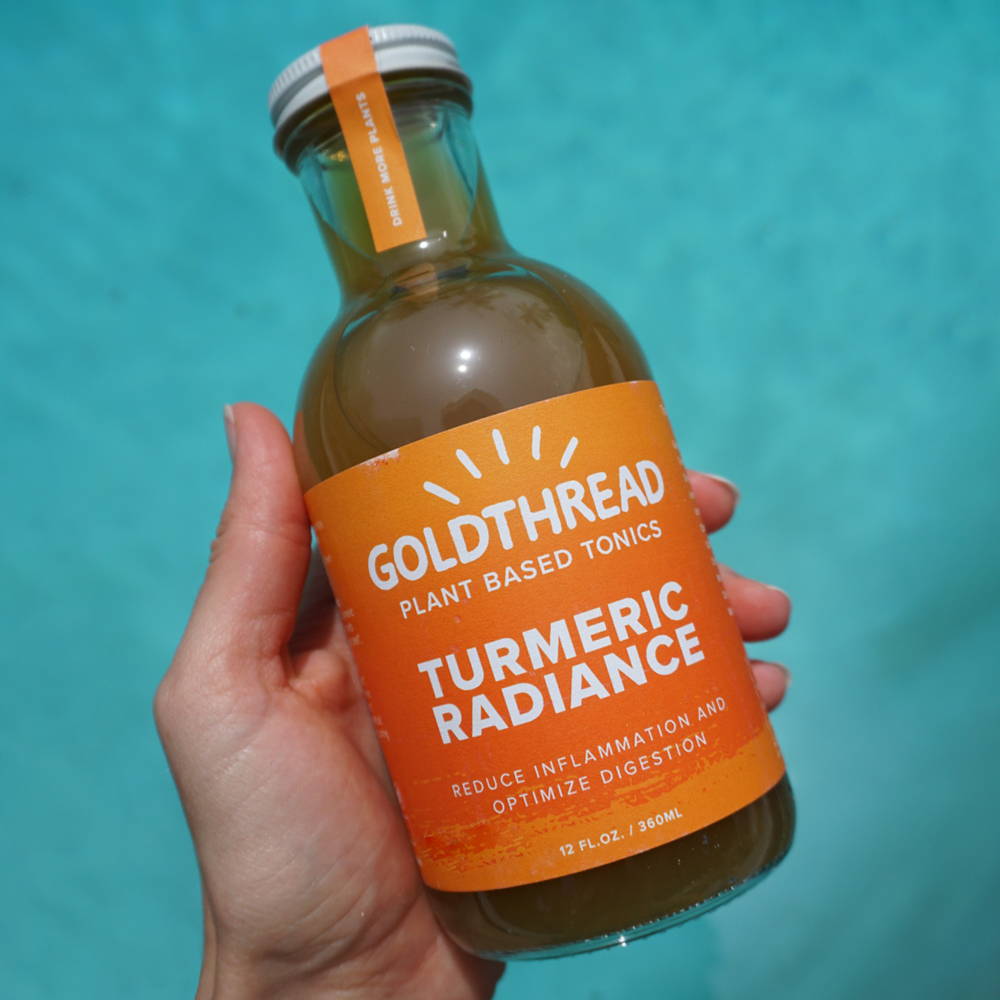 DRINK MORE PLANTS
GOLDTHREAD
PLANT BASED TONICS
TURMERIC
RADIANCE
REDUCE INFLAMMATION AND
OPTIMIZE DIGESTION
12 FL.OZ. / 360ML